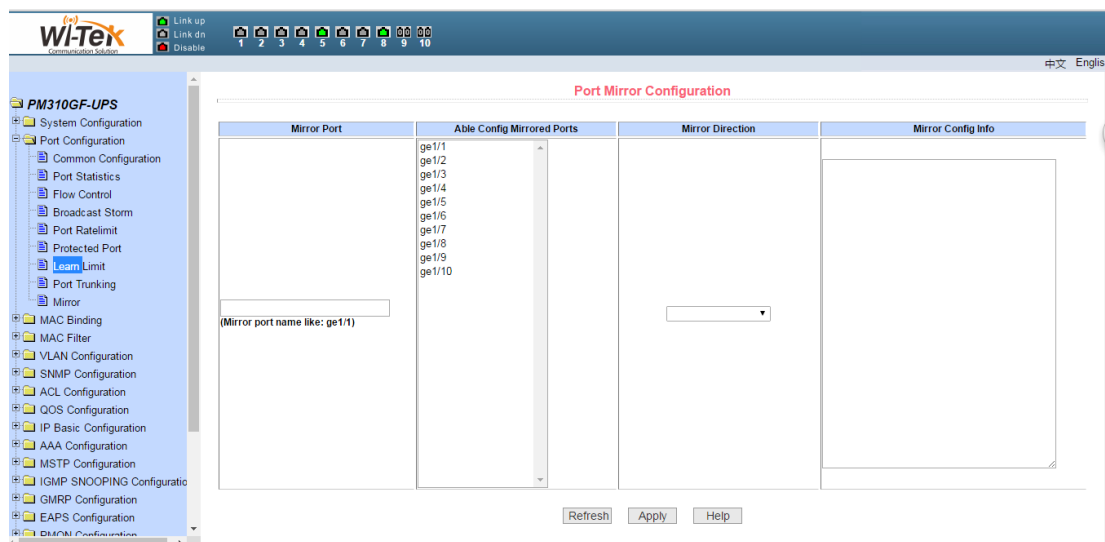 Wi-Tek
Communication Solution
Link up
Link dn
Disable
1 2 3 4 5 6 7 8 9 10
中文 Englis
PM310GF-UPS
System Configuration
Port Configuration
Common Configuration
Port Statistics
Flow Control
Broadcast Storm
Port Ratelimit
Protected Port
Learn Limit
Port Trunking
Mirror
MAC Binding
MAC Filter
VLAN Configuration
SNMP Configuration
ACL Configuration
QOS Configuration
IP Basic Configuration
AAA Configuration
MSTP Configuration
IGMP SNOOPING Configuratio
GMRP Configuration
EAPS Configuration
RMON Configuration
Port Mirror Configuration
Mirror Port Able Config Mirrored Ports Mirror Direction Mirror Config Info
ge1/1
ge1/2
ge1/3
ge1/4
ge1/5
ge1/6
ge1/7
ge1/8
ge1/9
ge1/10
(Mirror port name like: ge1/1)
Refresh Apply Help